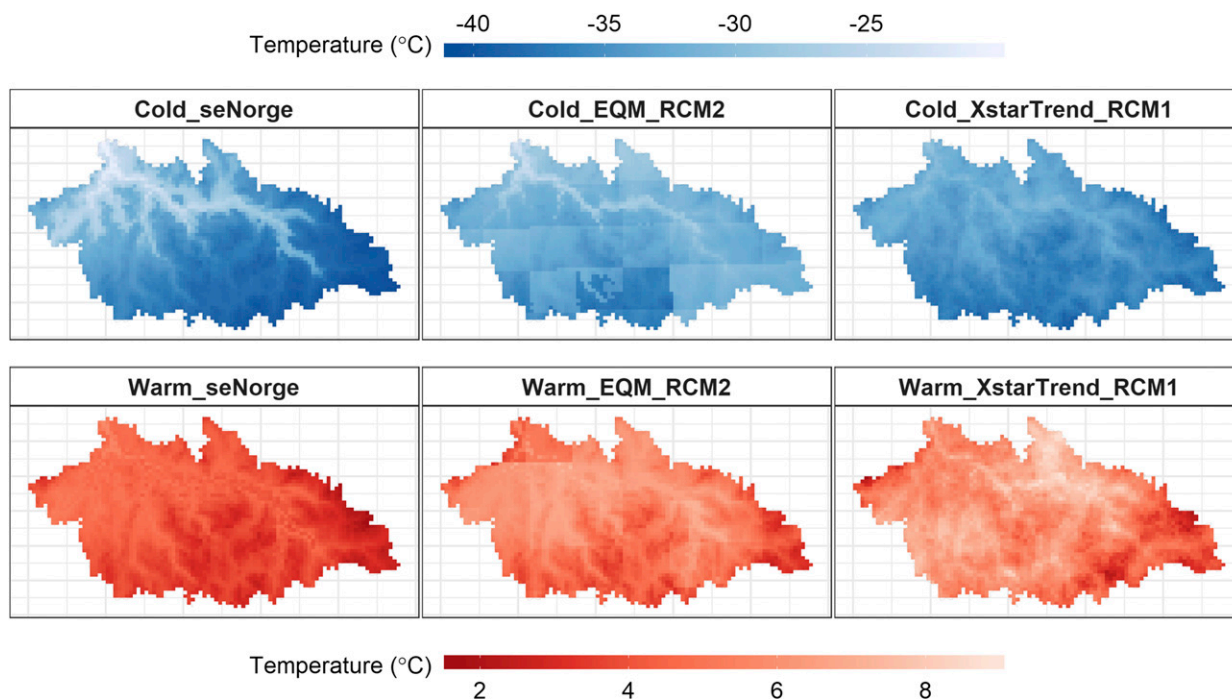 -40 -35 -30 -25
Temperature (°C)
Cold_seNorge Cold_EQM_RCM2 Cold_XstarTrend_RCM1
Warm_seNorge Warm_EQM_RCM2 Warm_XstarTrend_RCM1
Temperature (°C)
2 4 6 8